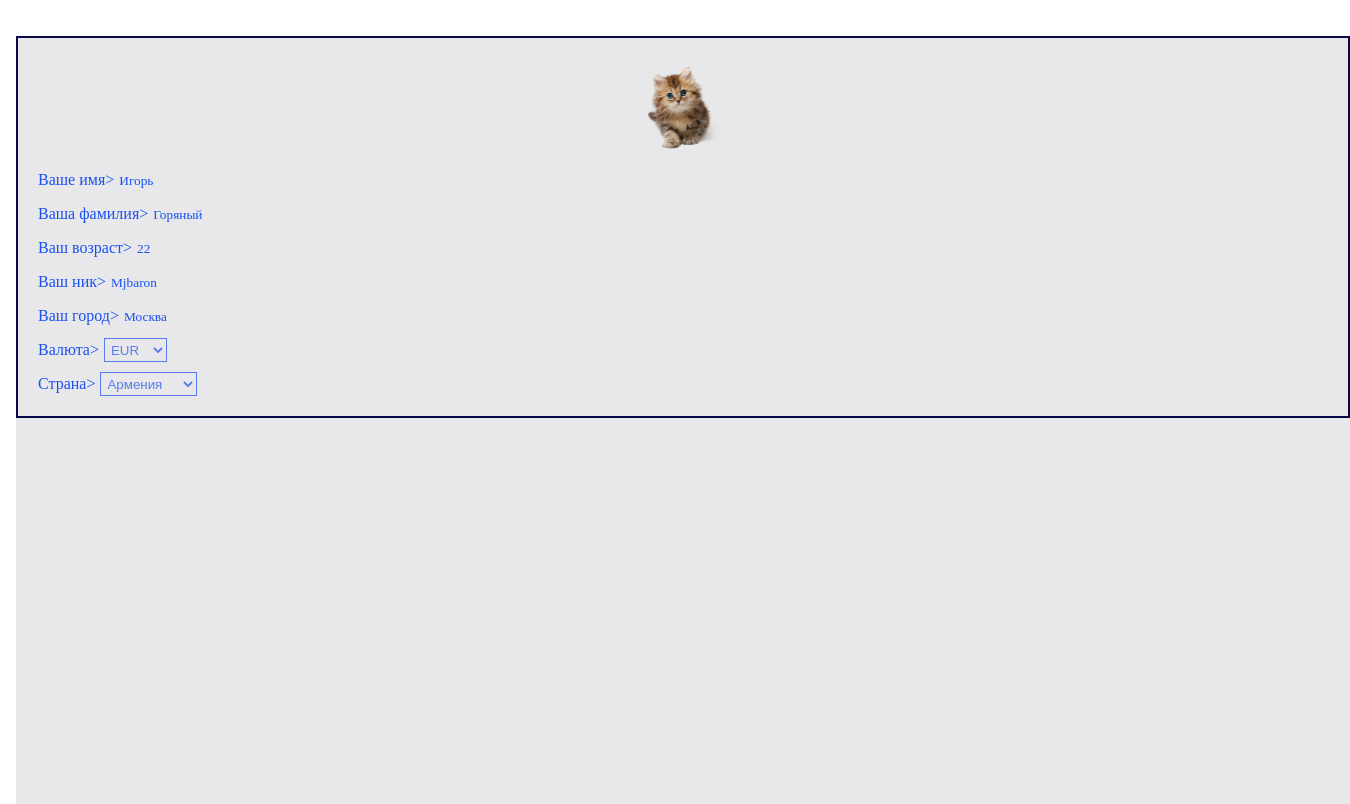 Ваше имя> Игорь
Ваша фамилия> Горяный
Ваш возраст> 22
Ваш ник> Mjbaron
Ваш город> Москва
Валюта> EUR
Страна> Армения